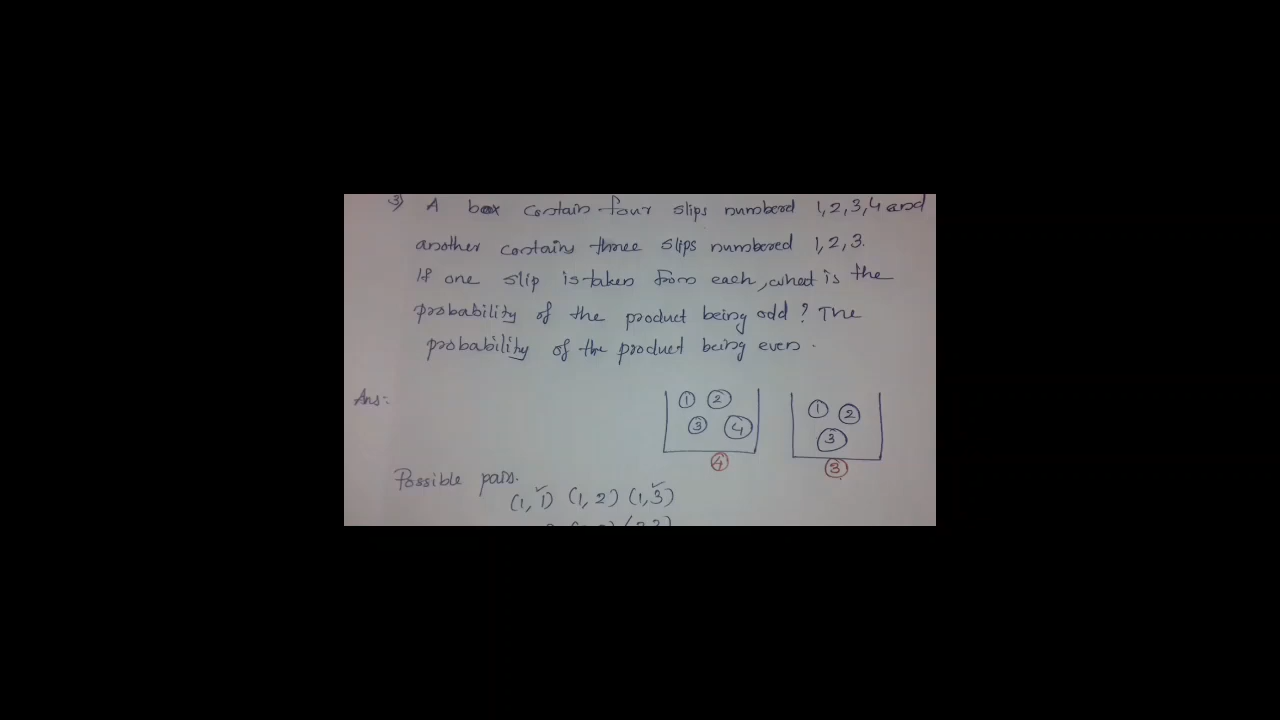 3) A box contain four slips numberd 1,2,3,4 and
another contains three slips numbered 1,2,3.
If one slip is taken from each, what is the
probability of the product being odd? The
probability of the product being even.
Ans:
1 2
3 4
4
1 2
3
3
Possible pairs.
(1,1) (1,2) (1,3)